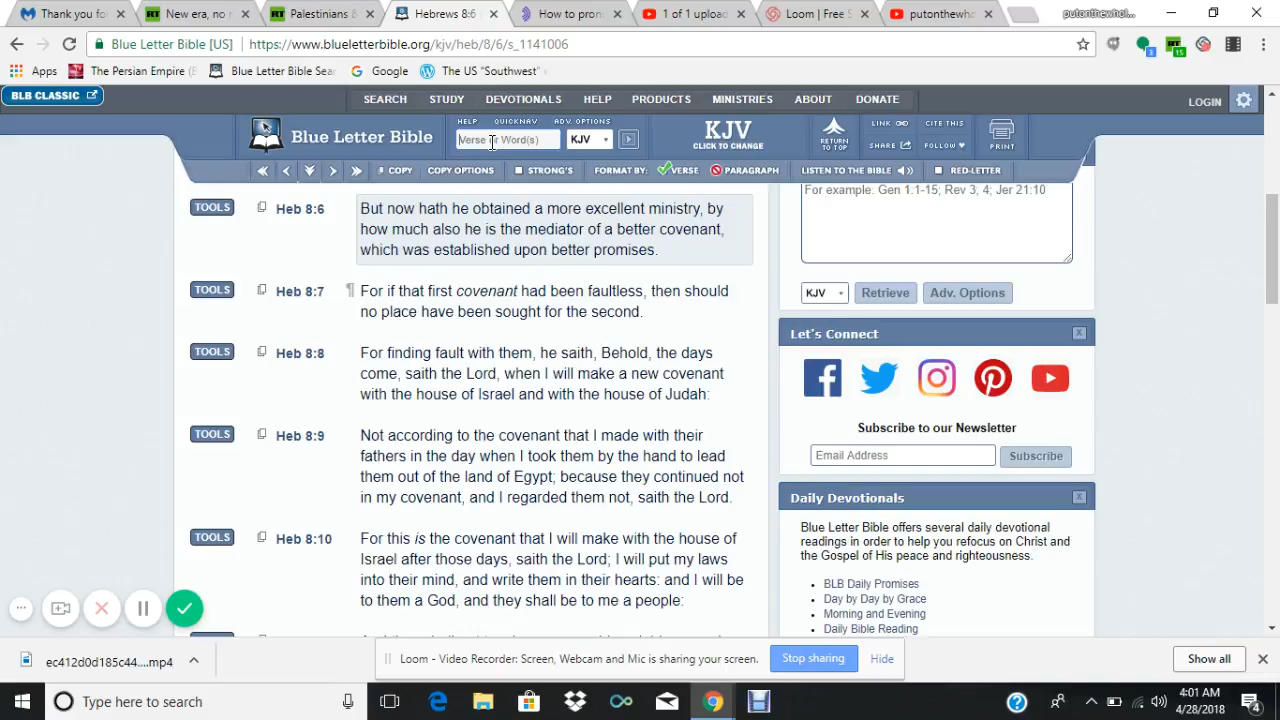 Thank you fo
New era, no r
Palestinians &
Hebrews 8:6
How to pron
1 of 1 upload
Loom | Free S
putonthewho
putonthewhol...
Blue Letter Bible [US]
https://www.blueletterbible.org/kjv/heb/8/6/s_1141006
3
15
Apps
The Persian Empire (
Blue Letter Bible Sea
Google
The US "Southwest"
BLB CLASSIC
SEARCH STUDY DEVOTIONALS HELP PRODUCTS MINISTRIES ABOUT DONATE
LOGIN
Blue Letter Bible
HELP QUICKNAV ADV. OPTIONS
Verse or Word(s)
KJV
KJV
CLICK TO CHANGE
RETURN
TO TOP
LINK CITE THIS
SHARE FOLLOW
PRINT
COPY COPY OPTIONS STRONG'S FORMAT BY: VERSE PARAGRAPH LISTEN TO THE BIBLE RED-LETTER
TOOLS Heb 8:6 But now hath he obtained a more excellent ministry, by
how much also he is the mediator of a better covenant,
which was established upon better promises.
TOOLS Heb 8:7 ¶ For if that first covenant had been faultless, then should
no place have been sought for the second.
TOOLS Heb 8:8 For finding fault with them, he saith, Behold, the days
come, saith the Lord, when I will make a new covenant
with the house of Israel and with the house of Judah:
TOOLS Heb 8:9 Not according to the covenant that I made with their
fathers in the day when I took them by the hand to lead
them out of the land of Egypt; because they continued not
in my covenant, and I regarded them not, saith the Lord.
TOOLS Heb 8:10 For this is the covenant that I will make with the house of
Israel after those days, saith the Lord; I will put my laws
into their mind, and write them in their hearts: and I will be
to them a God, and they shall be to me a people:
For example: Gen 1.1-15; Rev 3, 4; Jer 21:10
KJV Retrieve Adv. Options
Let's Connect
Subscribe to our Newsletter
Email Address
Subscribe
Daily Devotionals
Blue Letter Bible offers several daily devotional
readings in order to help you refocus on Christ and
the Gospel of His peace and righteousness.
BLB Daily Promises
Day by Day by Grace
Morning and Evening
Daily Bible Reading
ec412d0d185c44....mp4
Loom - Video Recorder: Screen, Webcam and Mic is sharing your screen.
Stop sharing
Hide
Show all
Type here to search
4:01 AM
4/28/2018
4